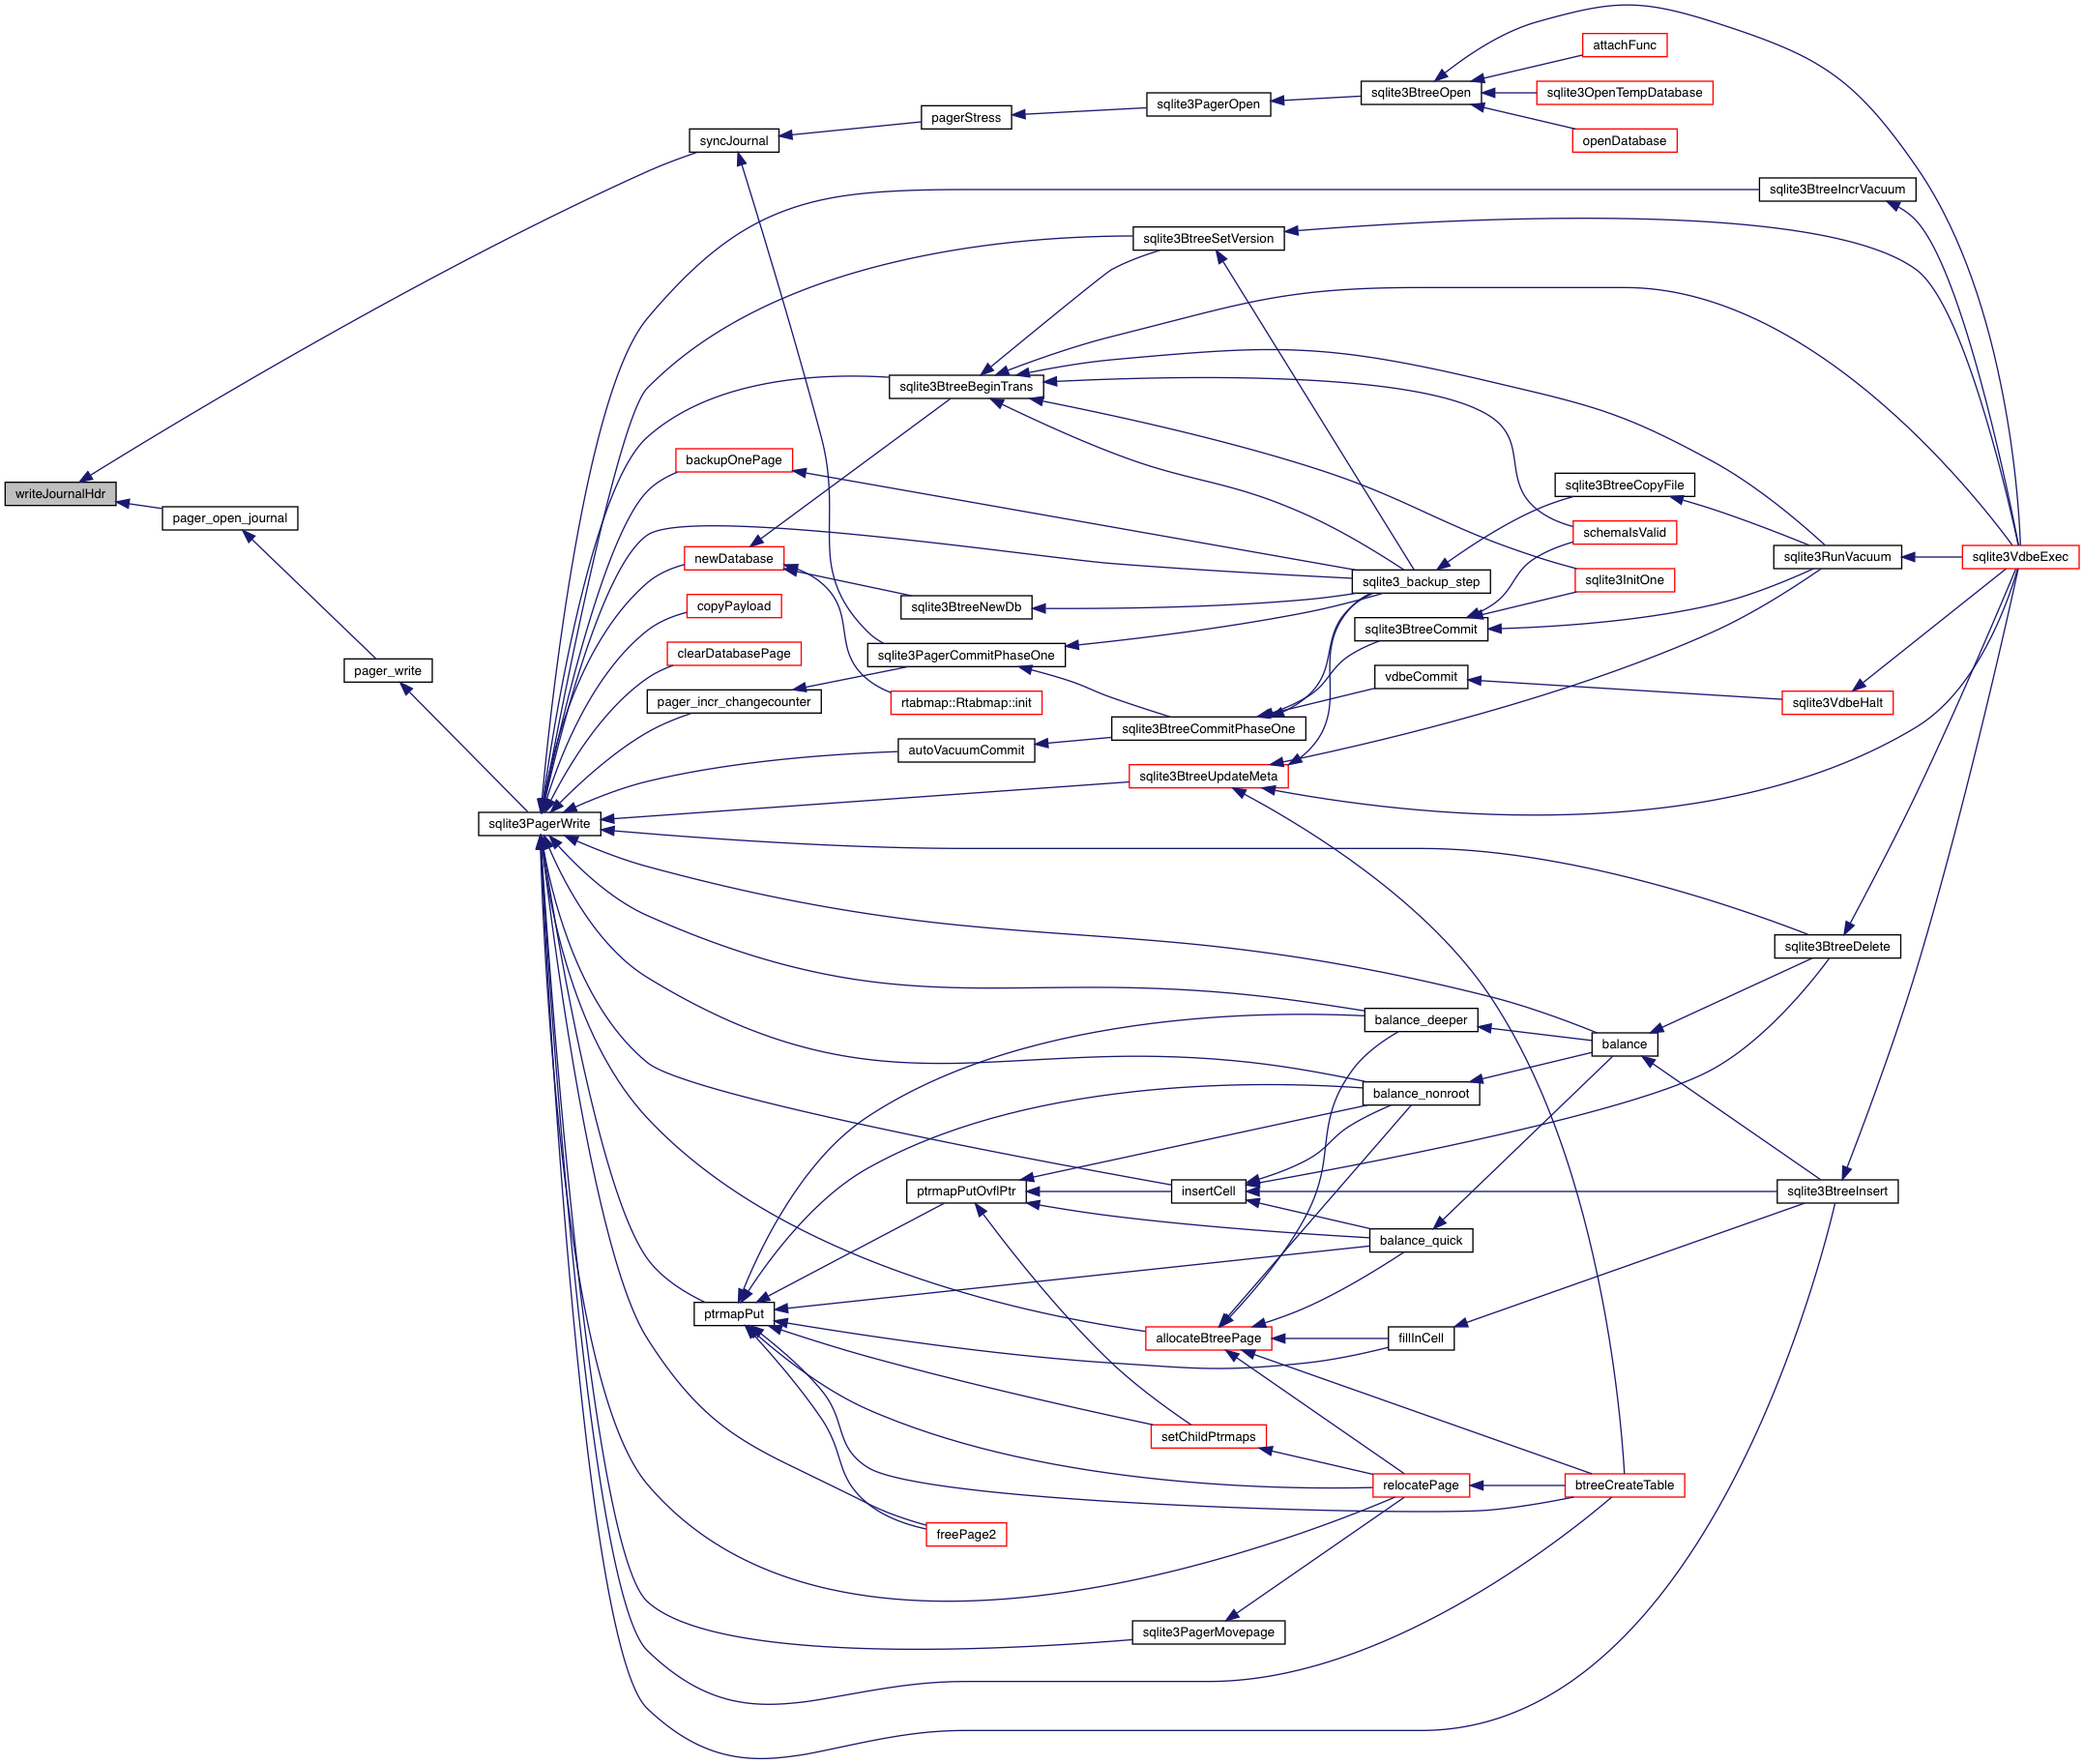 attachFunc
sqlite3BtreeOpen
sqlite3OpenTempDatabase
sqlite3PagerOpen
pagerStress
syncJournal
openDatabase
sqlite3BtreeIncrVacuum
sqlite3BtreeSetVersion
sqlite3BtreeBeginTrans
backupOnePage
sqlite3BtreeCopyFile
writeJournalHdr
pager_open_journal
schemaIsValid
newDatabase
sqlite3RunVacuum
sqlite3VdbeExec
sqlite3_backup_step
sqlite3InitOne
copyPayload
sqlite3BtreeNewDb
sqlite3BtreeCommit
clearDatabasePage
sqlite3PagerCommitPhaseOne
pager_write
vdbeCommit
pager_incr_changecounter
rtabmap::Rtabmap::init
sqlite3VdbeHalt
sqlite3BtreeCommitPhaseOne
autoVacuumCommit
sqlite3BtreeUpdateMeta
sqlite3PagerWrite
sqlite3BtreeDelete
balance_deeper
balance
balance_nonroot
ptrmapPutOvflPtr
insertCell
sqlite3BtreeInsert
balance_quick
ptrmapPut
allocateBtreePage
fillInCell
setChildPtrmaps
relocatePage
btreeCreateTable
freePage2
sqlite3PagerMovepage